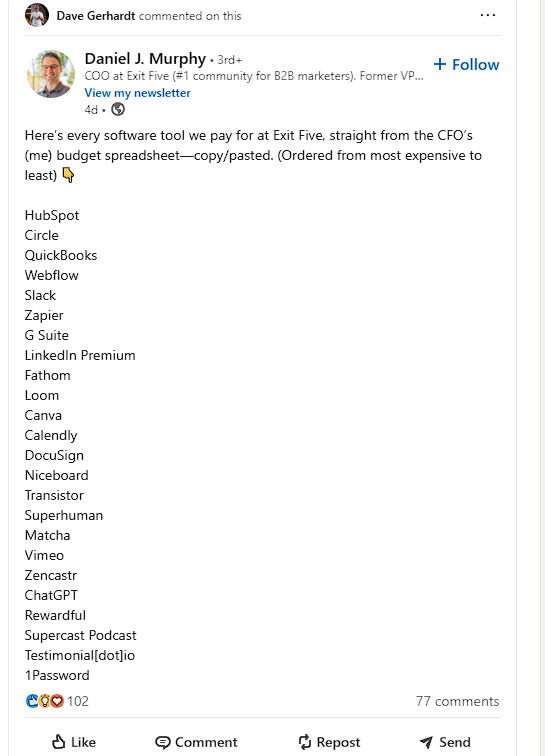 Dave Gerhardt commented on this
Daniel J. Murphy • 3rd+
+ Follow
COO at Exit Five (#1 community for B2B marketers). Former VP...
View my newsletter
4d •
Here's every software tool we pay for at Exit Five, straight from the CFO's
(me) budget spreadsheet—copy/pasted. (Ordered from most expensive to
least) 👇
HubSpot
Circle
QuickBooks
Webflow
Slack
Zapier
G Suite
LinkedIn Premium
Fathom
Loom
Canva
Calendly
DocuSign
Niceboard
Transistor
Superhuman
Matcha
Vimeo
Zencastr
ChatGPT
Rewardful
Supercast Podcast
Testimonial[dot]io
1Password
102
77 comments
Like
Comment
Repost
Send